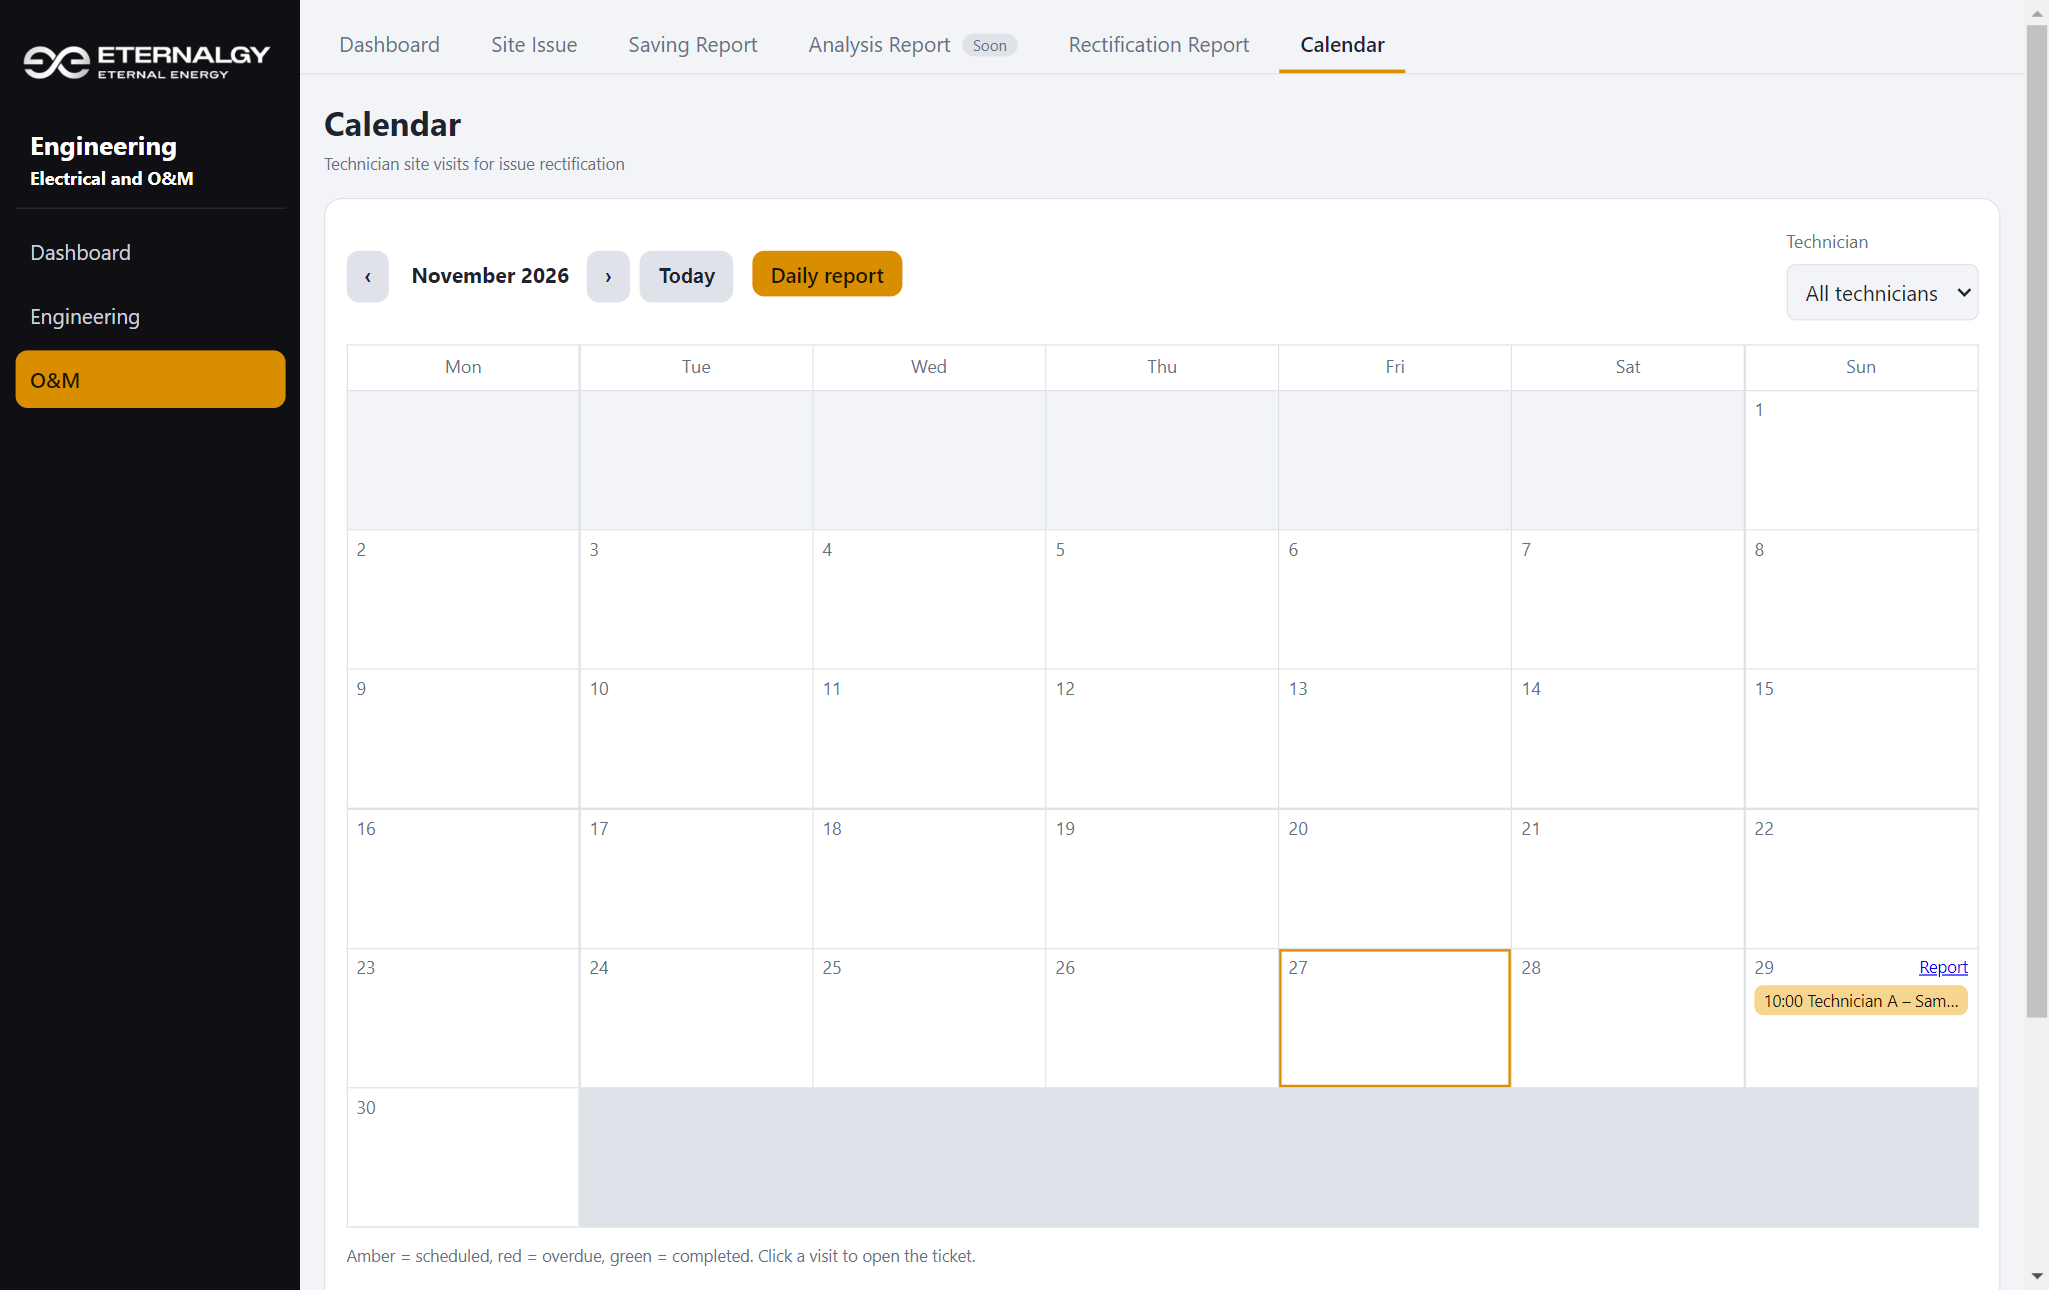 ETERNALGY
ETERNAL ENERGY
Engineering
Electrical and O&M
Dashboard
Engineering
O&M
Dashboard Site Issue Saving Report Analysis Report Soon Rectification Report Calendar
Calendar
Technician site visits for issue rectification
‹ November 2026 › Today Daily report
Technician
All technicians
Mon Tue Wed Thu Fri Sat Sun
1
2 3 4 5 6 7 8
9 10 11 12 13 14 15
16 17 18 19 20 21 22
23 24 25 26 27 28 29 Report
10:00 Technician A – Sam...
30
Amber = scheduled, red = overdue, green = completed. Click a visit to open the ticket.